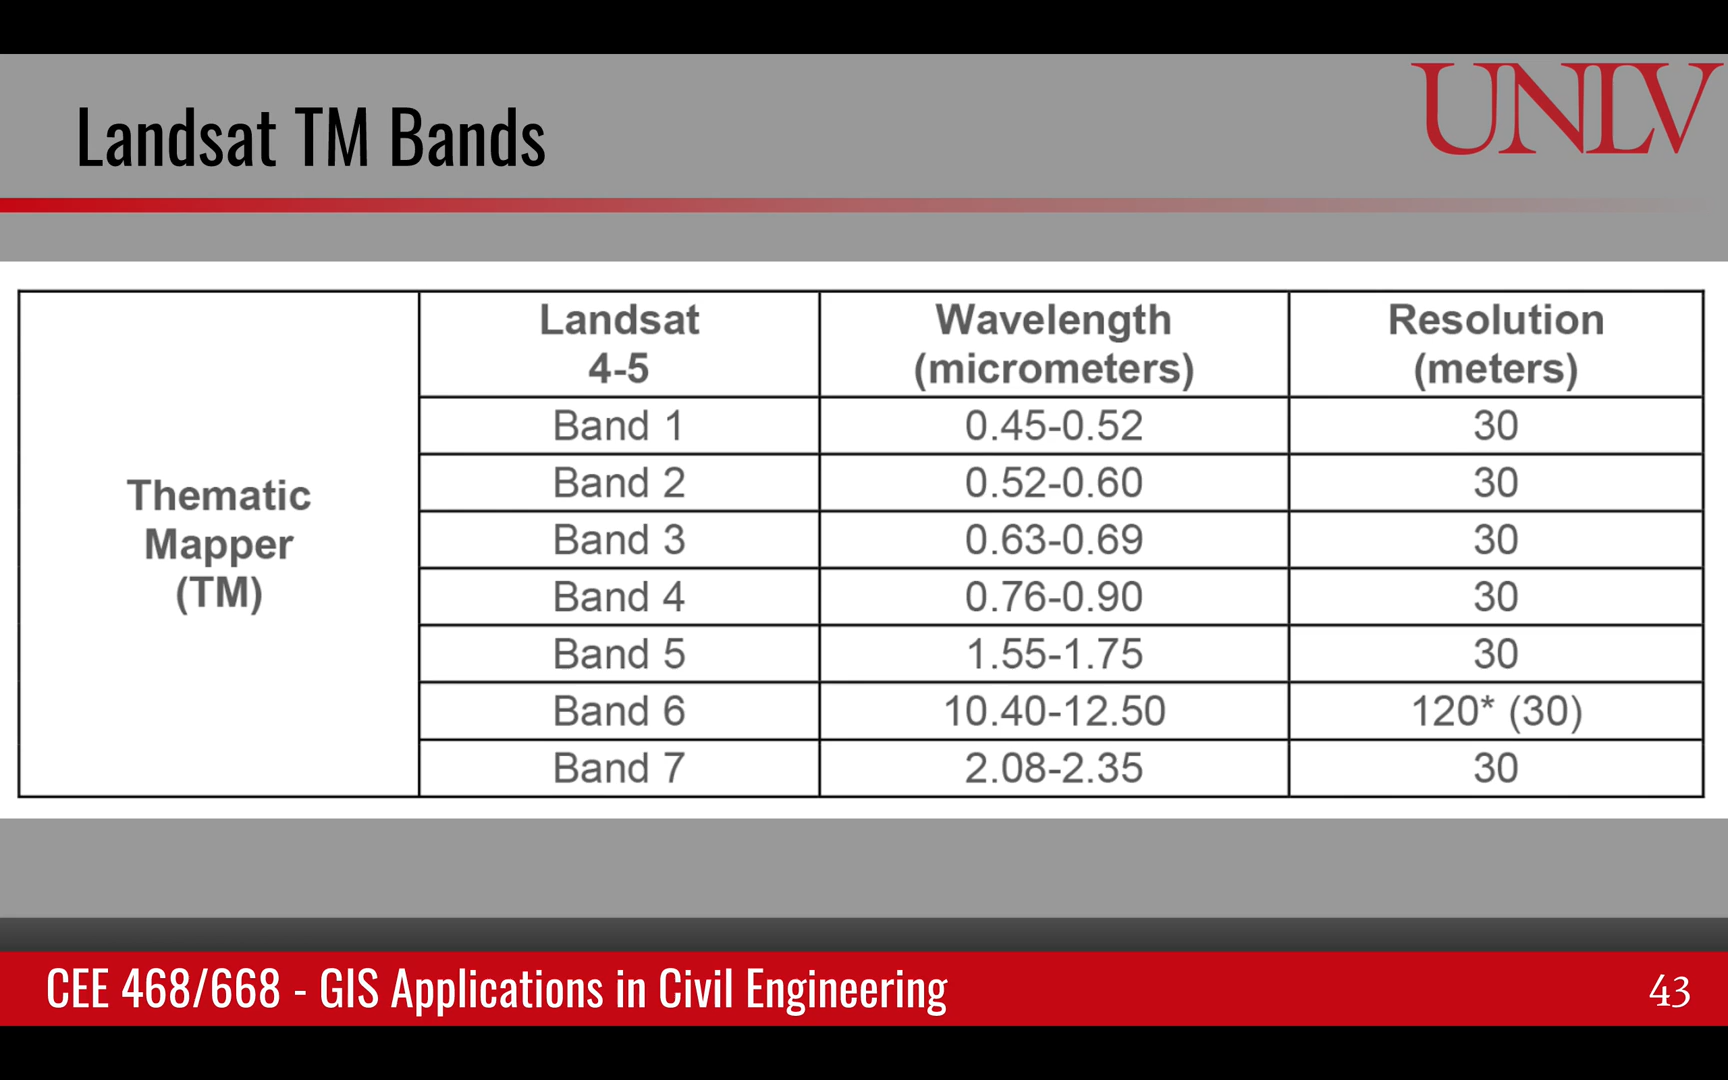 Landsat TM Bands
UNLV
Thematic
Mapper
(TM)
Landsat
4-5
Wavelength
(micrometers)
Resolution
(meters)
Band 1 0.45-0.52 30
Band 2 0.52-0.60 30
Band 3 0.63-0.69 30
Band 4 0.76-0.90 30
Band 5 1.55-1.75 30
Band 6 10.40-12.50 120* (30)
Band 7 2.08-2.35 30
CEE 468/668 - GIS Applications in Civil Engineering
43